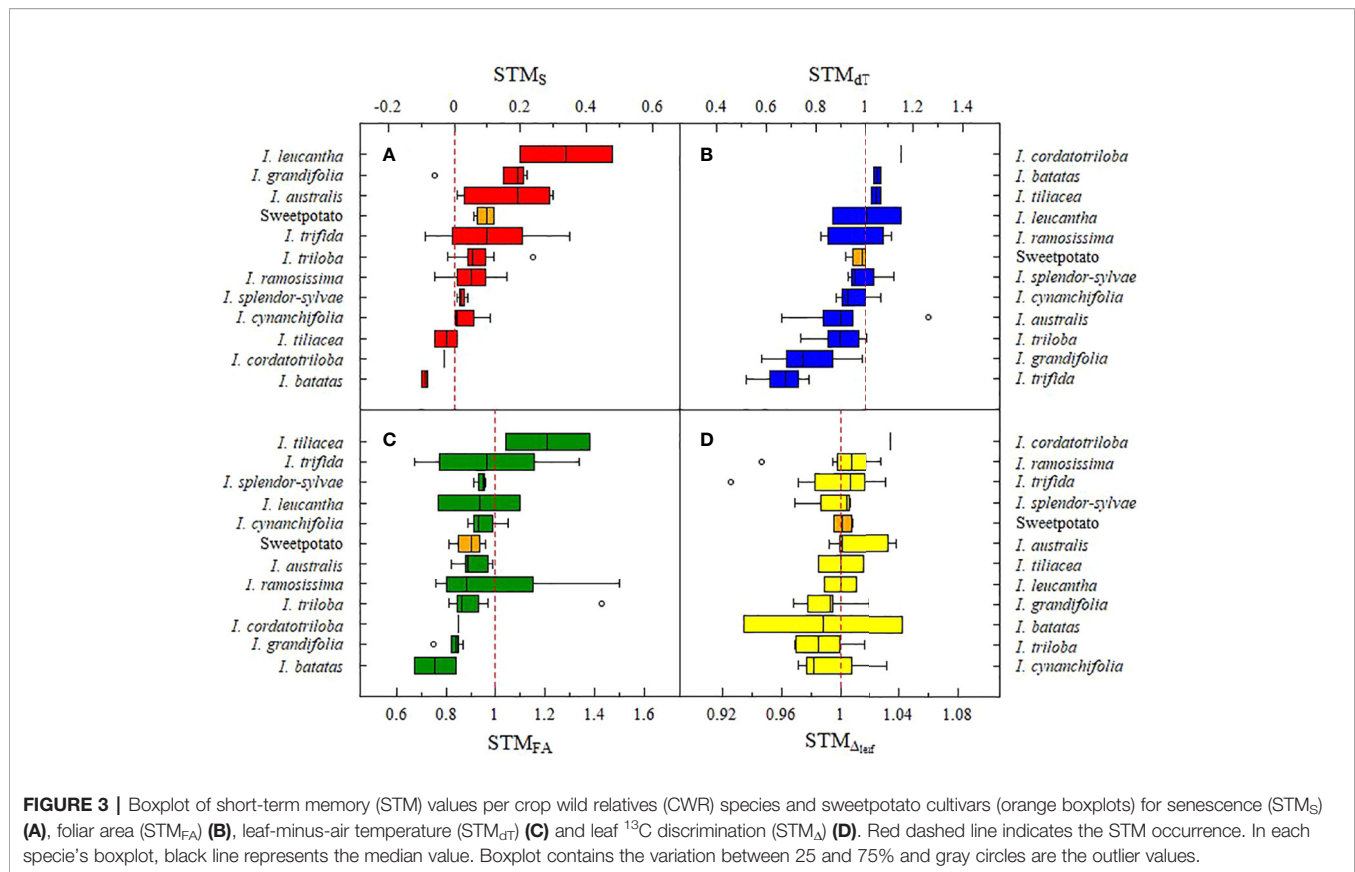 STM_S
STM_dT
-0.2 0 0.2 0.4 0.6
0.4 0.6 0.8 1 1.2 1.4
A
I. leucantha
I. grandifolia
I. australis
Sweetpotato
I. trifida
I. triloba
I. ramosissima
I. splendor-sylvae
I. cynanchifolia
I. tiliacea
I. cordatotriloba
I. batatas
B
I. cordatotriloba
I. batatas
I. tiliacea
I. leucantha
I. ramosissima
Sweetpotato
I. splendor-sylvae
I. cynanchifolia
I. australis
I. triloba
I. grandifolia
I. trifida
C
I. tiliacea
I. trifida
I. splendor-sylvae
I. leucantha
I. cynanchifolia
Sweetpotato
I. australis
I. ramosissima
I. triloba
I. cordatotriloba
I. grandifolia
I. batatas
D
I. cordatotriloba
I. ramosissima
I. trifida
I. splendor-sylvae
Sweetpotato
I. australis
I. tiliacea
I. leucantha
I. grandifolia
I. batatas
I. triloba
I. cynanchifolia
0.6 0.8 1 1.2 1.4 1.6
0.92 0.96 1 1.04 1.08
STM_FA
STM_Δleaf
FIGURE 3 | Boxplot of short-term memory (STM) values per crop wild relatives (CWR) species and sweetpotato cultivars (orange boxplots) for senescence (STM_S)
(A), foliar area (STM_FA) (B), leaf-minus-air temperature (STM_dT) (C) and leaf ¹³C discrimination (STM_Δ) (D). Red dashed line indicates the STM occurrence. In each
specie's boxplot, black line represents the median value. Boxplot contains the variation between 25 and 75% and gray circles are the outlier values.